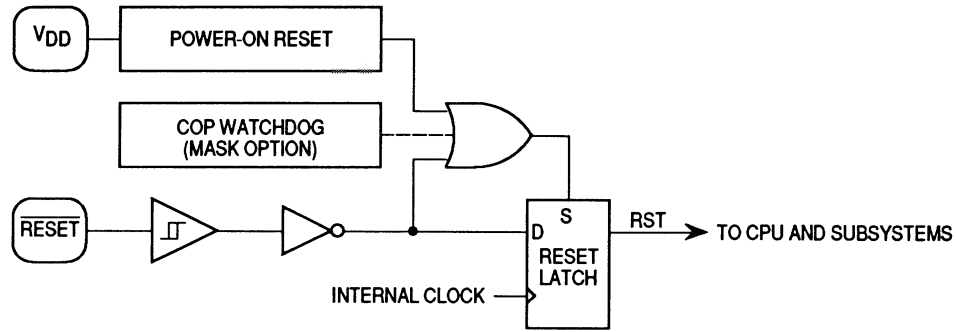 VDD
POWER-ON RESET
COP WATCHDOG
(MASK OPTION)
RESET
S
D
RST
TO CPU AND SUBSYSTEMS
RESET
LATCH
INTERNAL CLOCK